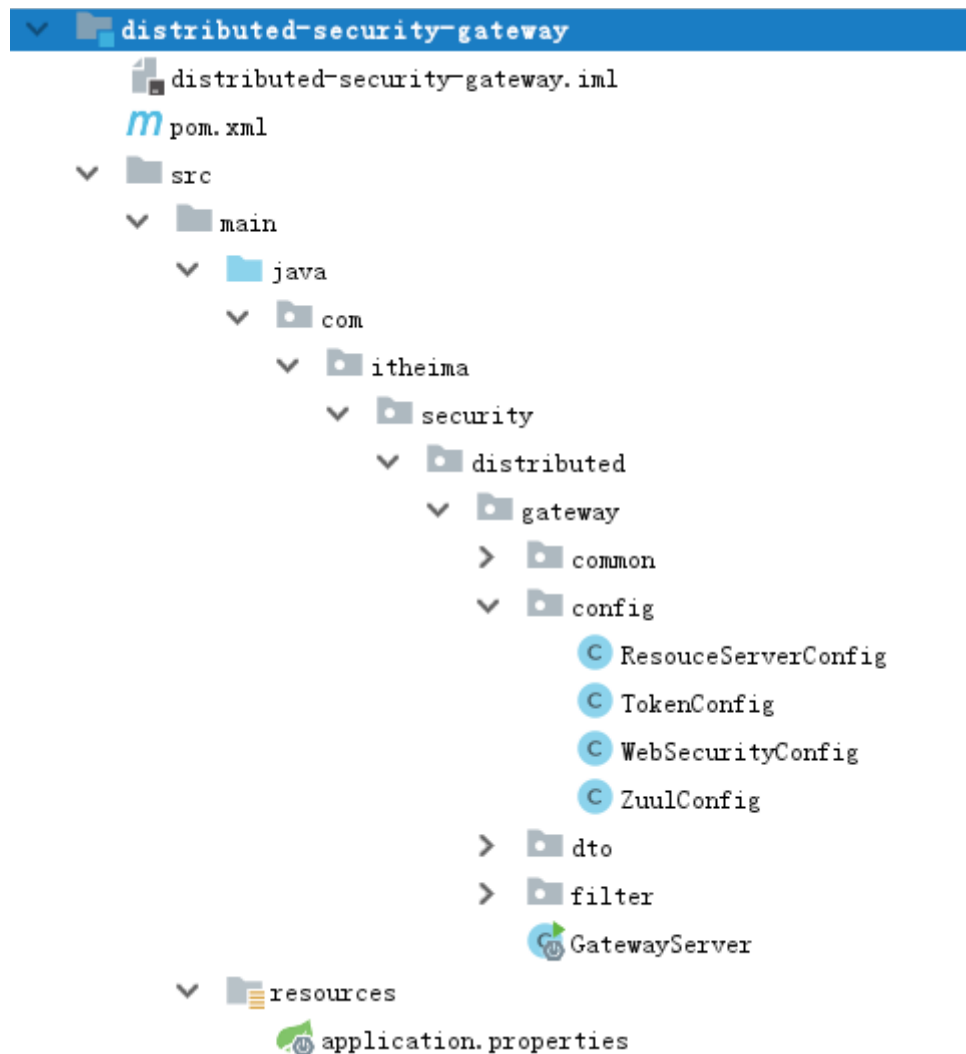 distributed-security-gateway
distributed-security-gateway.iml
m pom.xml
src
main
java
com
itheima
security
distributed
gateway
common
config
C ResouceServerConfig
C TokenConfig
C WebSecurityConfig
C ZuulConfig
dto
filter
C GatewayServer
resources
application.properties